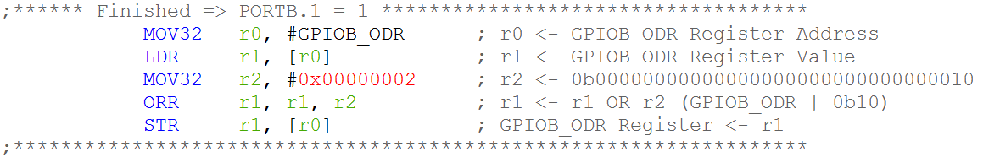 ;****** Finished => PORTB.1 = 1 ************************************
MOV32 r0, #GPIOB_ODR ; r0 <- GPIOB ODR Register Address
LDR r1, [r0] ; r1 <- GPIOB_ODR Register Value
MOV32 r2, #0x00000002 ; r2 <- 0b00000000000000000000000000000010
ORR r1, r1, r2 ; r1 <- r1 OR r2 (GPIOB_ODR | 0b10)
STR r1, [r0] ; GPIOB_ODR Register <- r1
;*******************************************************************